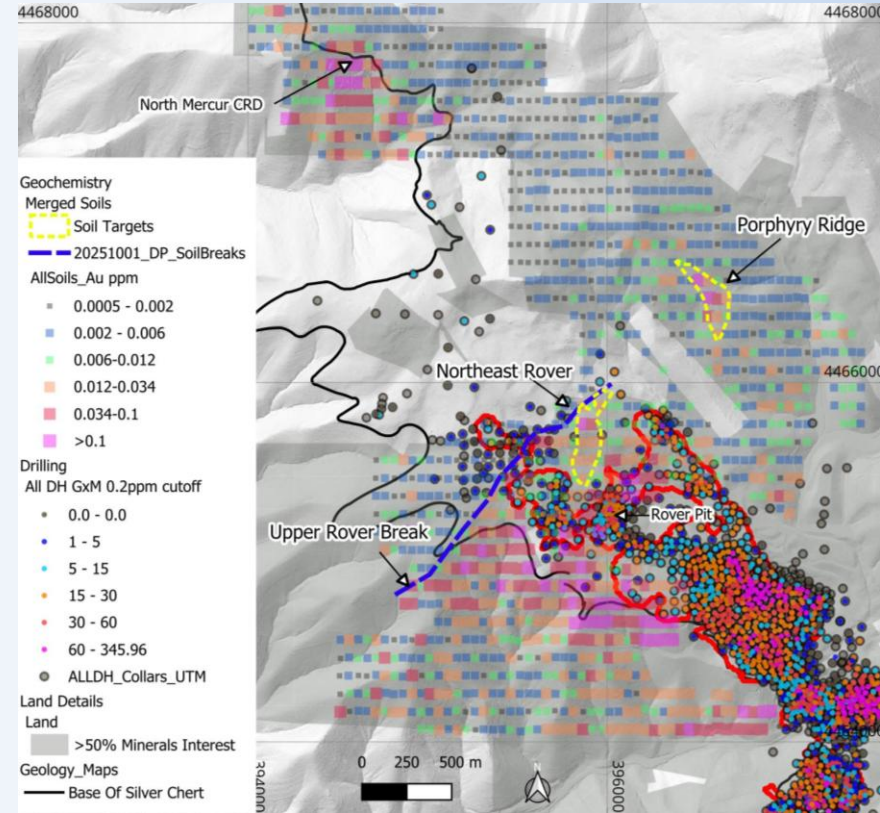 4468000
4468000
North Mercur CRD
Geochemistry
Merged Soils
Soil Targets
20251001_DP_SoilBreaks
AllSoils_Au ppm
0.0005 - 0.002
0.002 - 0.006
0.006-0.012
0.012-0.034
0.034-0.1
>0.1
Drilling
All DH GxM 0.2ppm cutoff
0.0 - 0.0
1 - 5
5 - 15
15 - 30
30 - 60
60 - 345.96
ALLDH_Collars_UTM
Land Details
Land
>50% Minerals Interest
Geology_Maps
Base Of Silver Chert
Porphyry Ridge
4466000
Northeast Rover
Rover Pit
Upper Rover Break
4464000
0 250 500 m
N
394000
396000